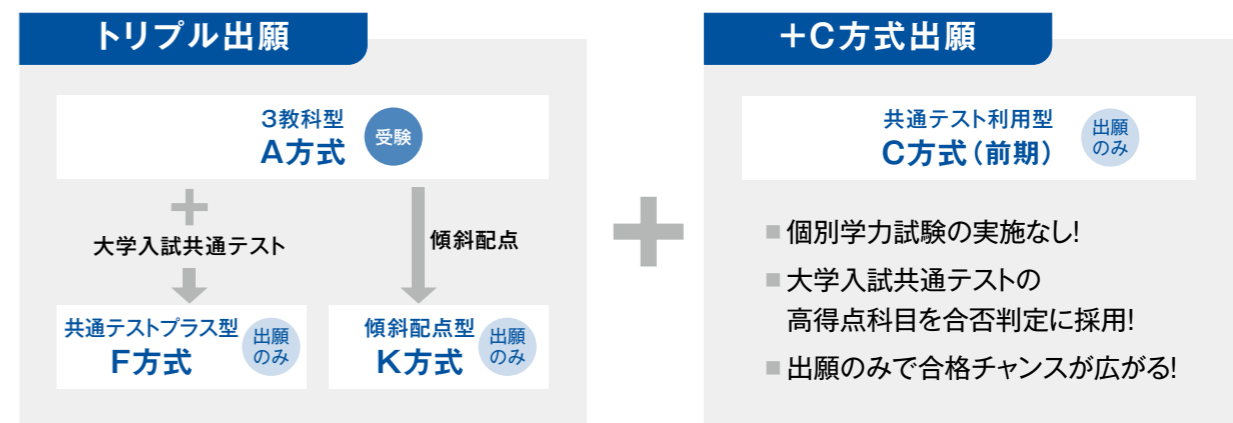 トリプル出願
3教科型
A方式
受験
大学入試共通テスト
傾斜配点
共通テストプラス型
F方式
出願
のみ
傾斜配点型
K方式
出願
のみ
+
+C方式出願
共通テスト利用型
C方式(前期)
出願
のみ
■個別学力試験の実施なし!
■大学入試共通テストの
高得点科目を合否判定に採用!
■出願のみで合格チャンスが広がる!